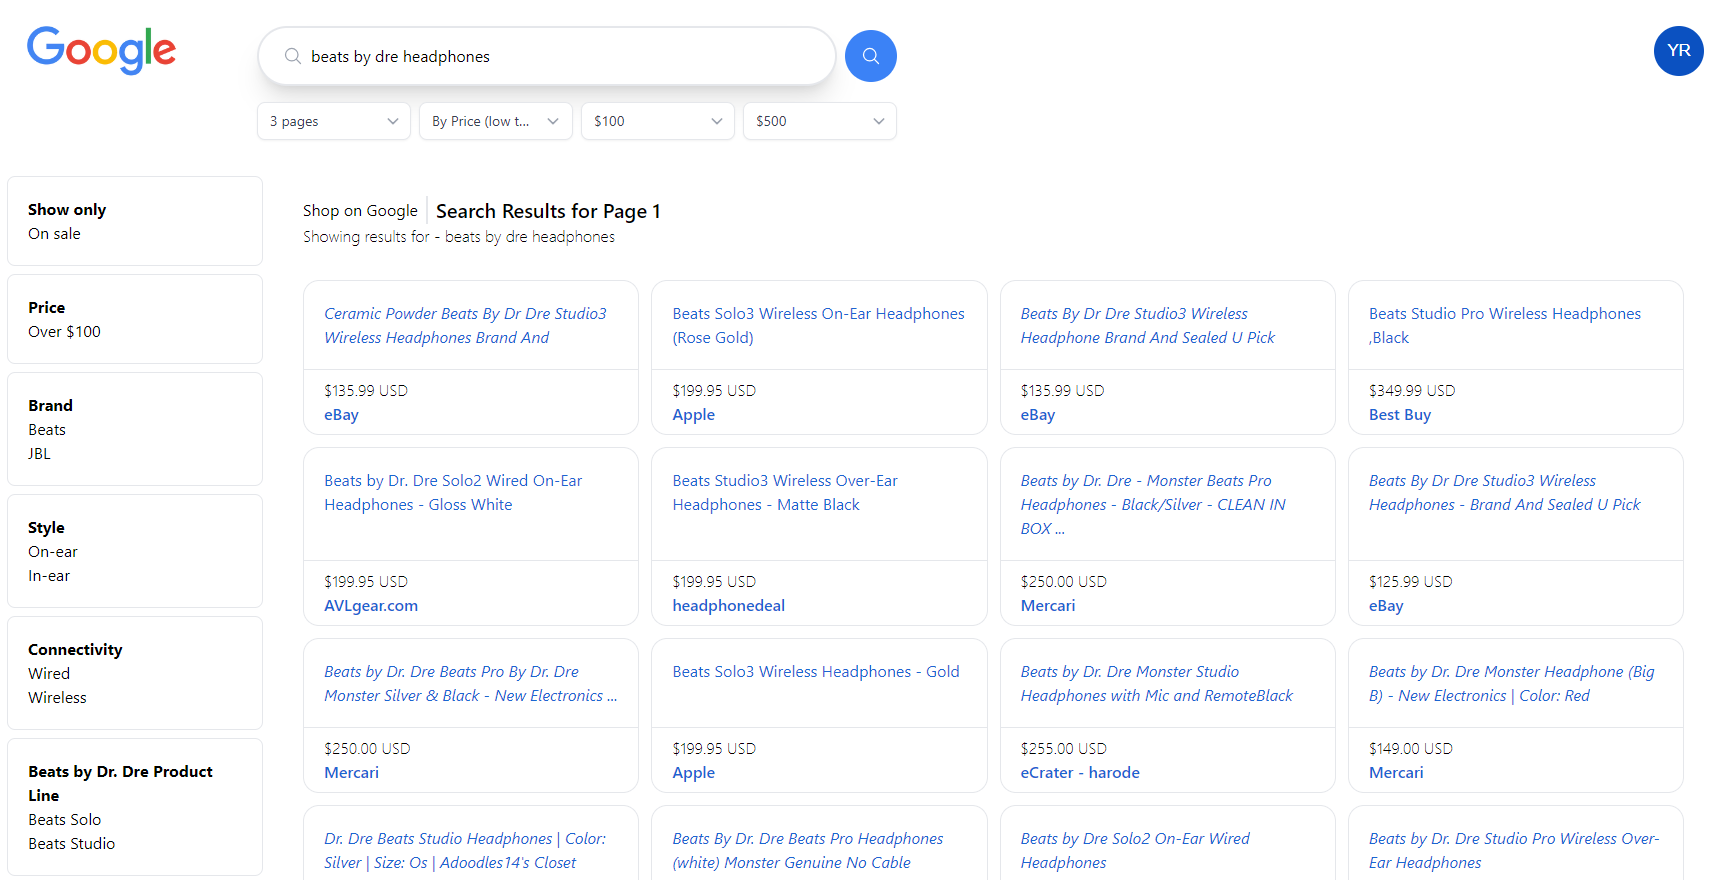 Google
beats by dre headphones
YR
3 pages
By Price (low t...
$100
$500
Show only
On sale
Price
Over $100
Brand
Beats
JBL
Style
On-ear
In-ear
Connectivity
Wired
Wireless
Beats by Dr. Dre Product
Line
Beats Solo
Beats Studio
Shop on Google
Search Results for Page 1
Showing results for - beats by dre headphones
Ceramic Powder Beats By Dr Dre Studio3
Wireless Headphones Brand And
$135.99 USD
eBay
Beats Solo3 Wireless On-Ear Headphones
(Rose Gold)
$199.95 USD
Apple
Beats By Dr Dre Studio3 Wireless
Headphone Brand And Sealed U Pick
$135.99 USD
eBay
Beats Studio Pro Wireless Headphones
,Black
$349.99 USD
Best Buy
Beats by Dr. Dre Solo2 Wired On-Ear
Headphones - Gloss White
$199.95 USD
AVLgear.com
Beats Studio3 Wireless Over-Ear
Headphones - Matte Black
$199.95 USD
headphonedeal
Beats by Dr. Dre - Monster Beats Pro
Headphones - Black/Silver - CLEAN IN
BOX ...
$250.00 USD
Mercari
Beats By Dr Dre Studio3 Wireless
Headphones - Brand And Sealed U Pick
$125.99 USD
eBay
Beats by Dr. Dre Beats Pro By Dr. Dre
Monster Silver & Black - New Electronics ...
$250.00 USD
Mercari
Beats Solo3 Wireless Headphones - Gold
$199.95 USD
Apple
Beats by Dr. Dre Monster Studio
Headphones with Mic and RemoteBlack
$255.00 USD
eCrater - harode
Beats by Dr. Dre Monster Headphone (Big
B) - New Electronics | Color: Red
$149.00 USD
Mercari
Dr. Dre Beats Studio Headphones | Color:
Silver | Size: Os | Adoodles14's Closet
Beats By Dr. Dre Beats Pro Headphones
(white) Monster Genuine No Cable
Beats by Dre Solo2 On-Ear Wired
Headphones
Beats by Dr. Dre Studio Pro Wireless Over-
Ear Headphones